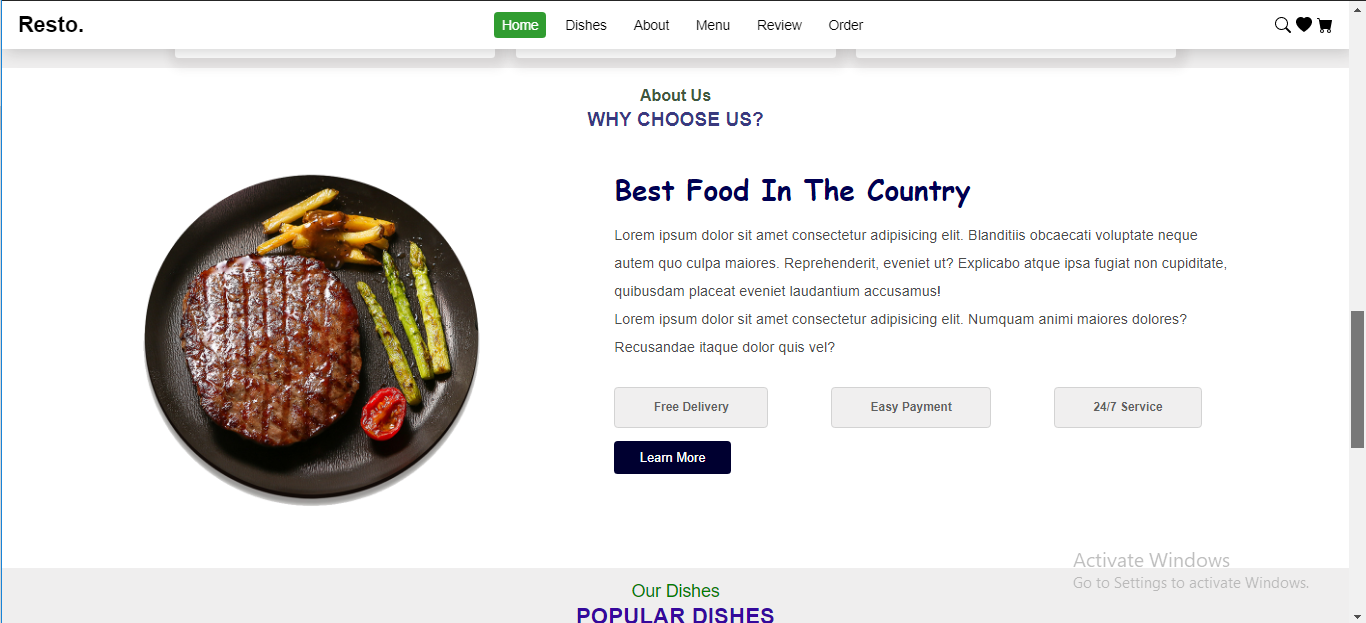 Resto.
Home Dishes About Menu Review Order
About Us
WHY CHOOSE US?
Best Food In The Country
Lorem ipsum dolor sit amet consectetur adipisicing elit. Blanditiis obcaecati voluptate neque
autem quo culpa maiores. Reprehenderit, eveniet ut? Explicabo atque ipsa fugiat non cupiditate,
quibusdam placeat eveniet laudantium accusamus!
Lorem ipsum dolor sit amet consectetur adipisicing elit. Numquam animi maiores dolores?
Recusandae itaque dolor quis vel?
Free Delivery Easy Payment 24/7 Service
Learn More
Activate Windows
Go to Settings to activate Windows.
Our Dishes
POPULAR DISHES